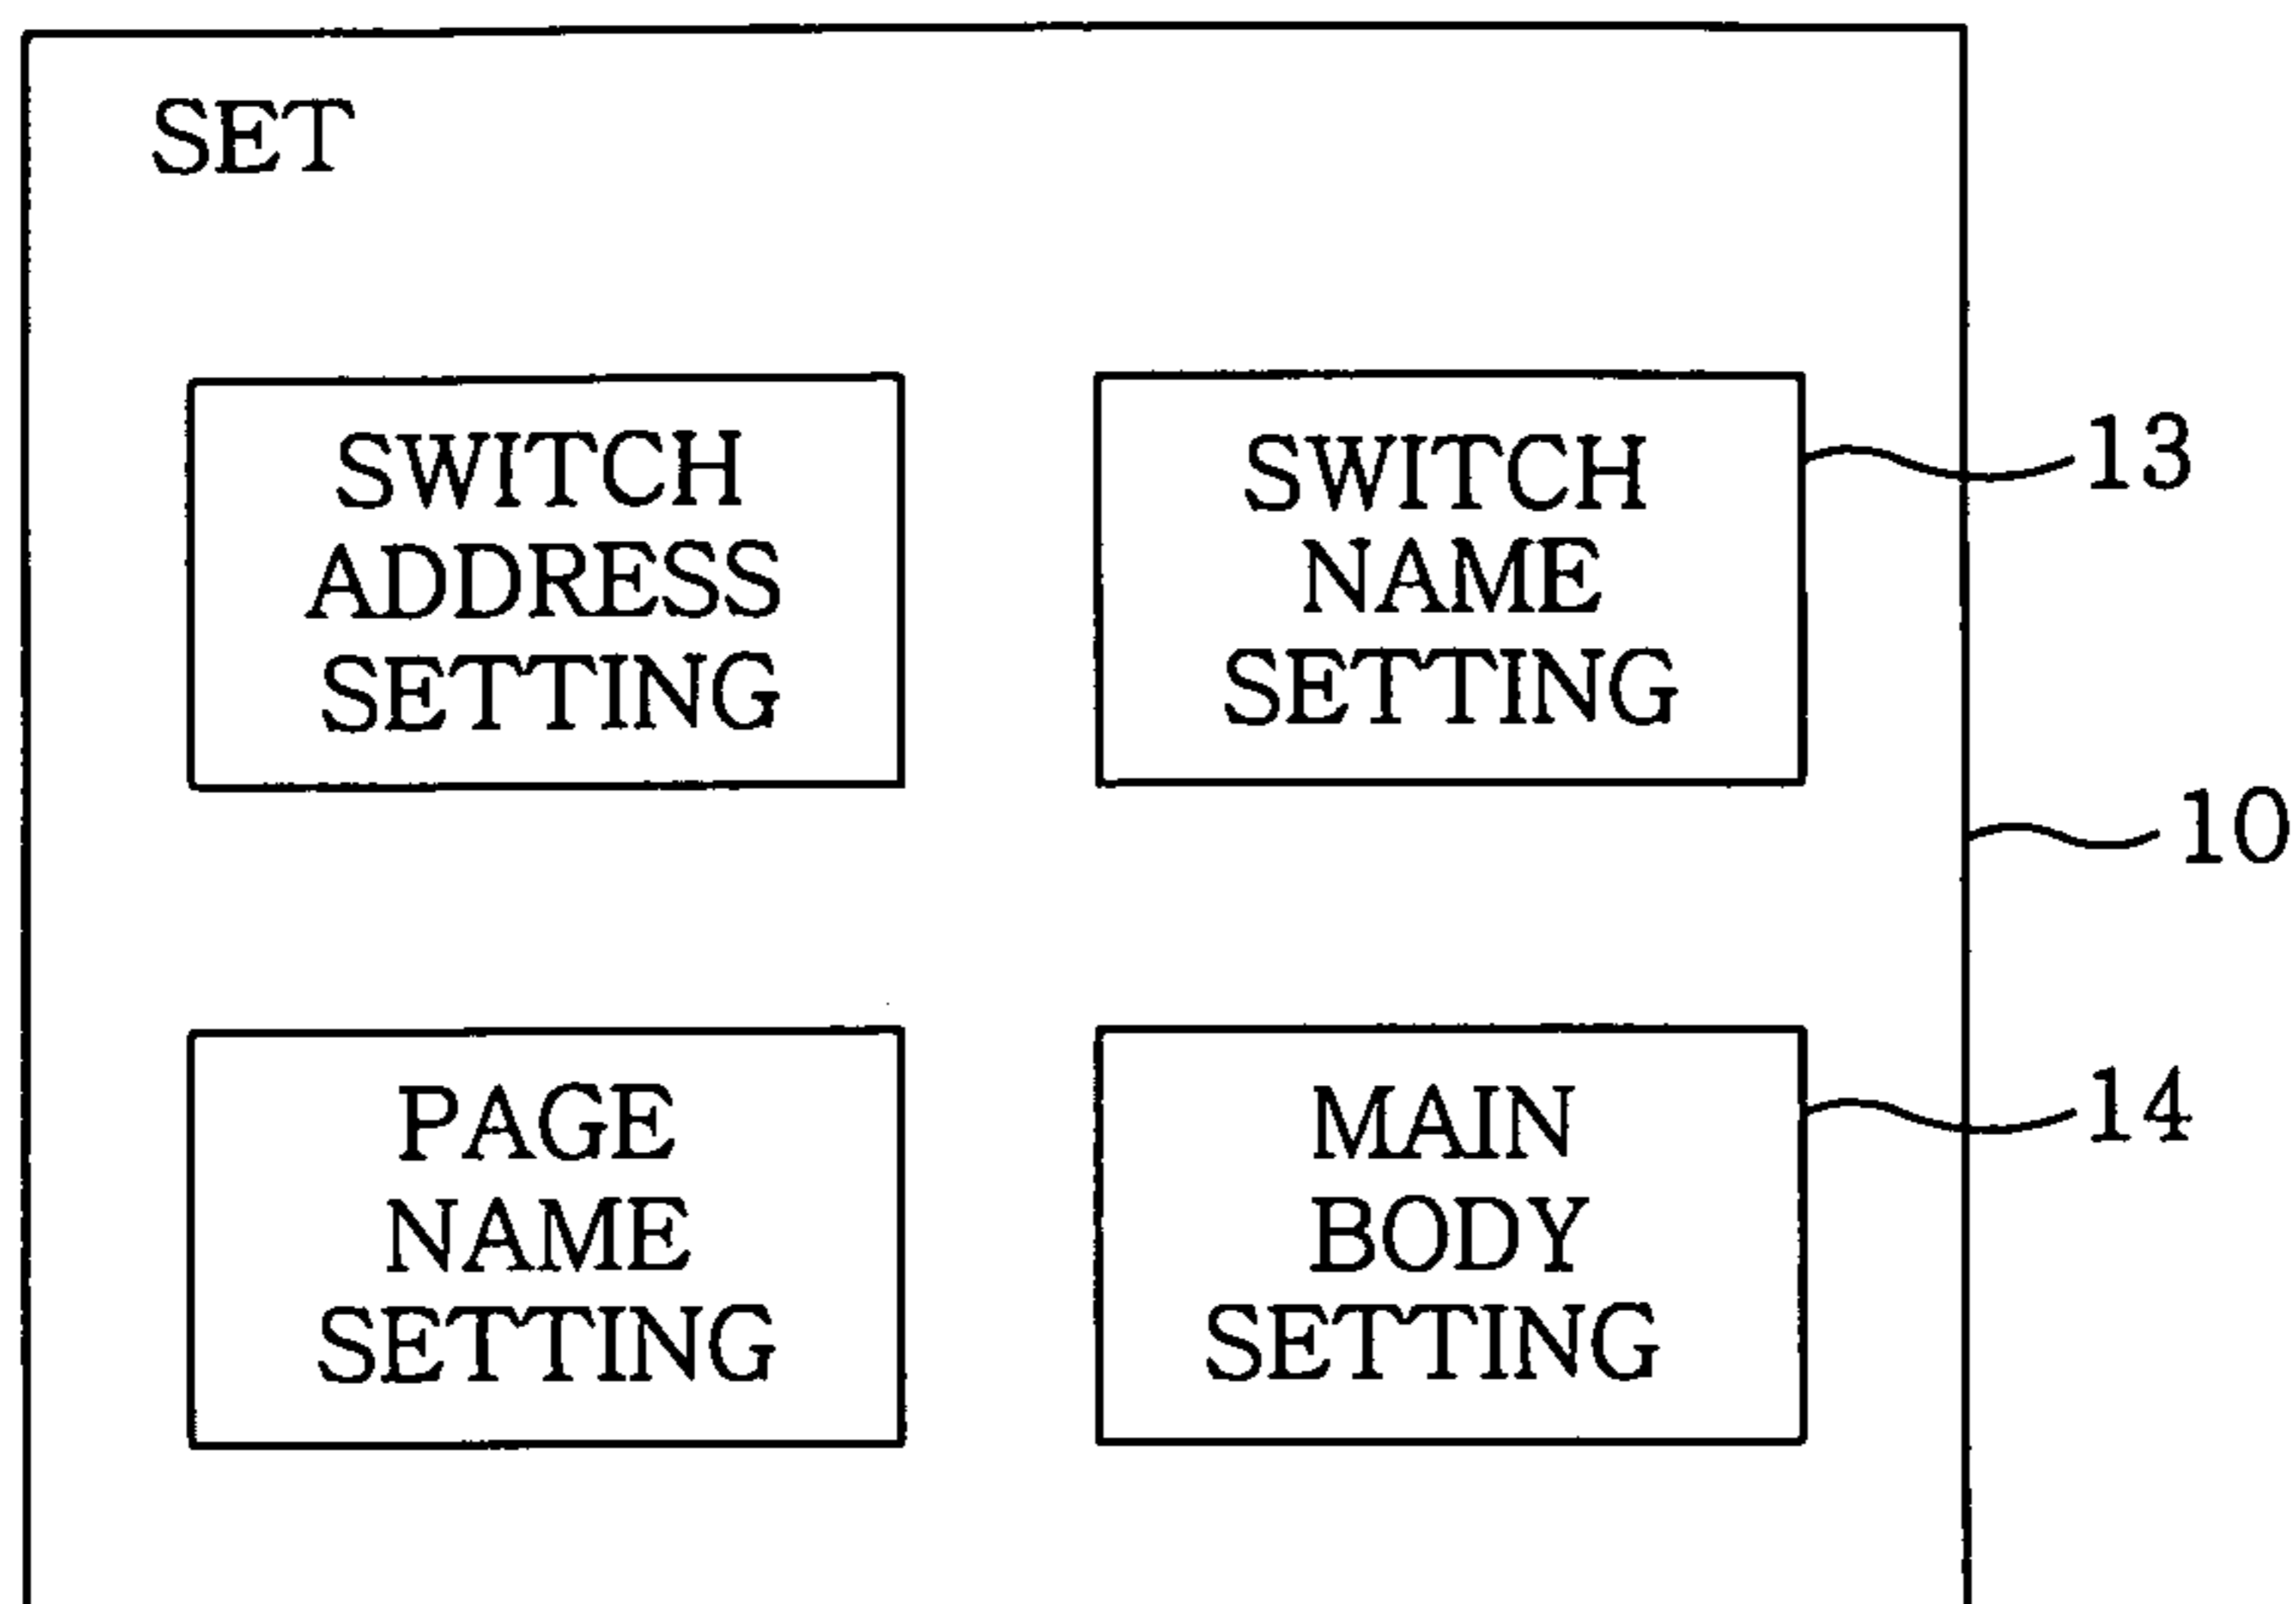 SET
SWITCH
ADDRESS
SETTING
SWITCH
NAME
SETTING
13
10
PAGE
NAME
SETTING
MAIN
BODY
SETTING
14